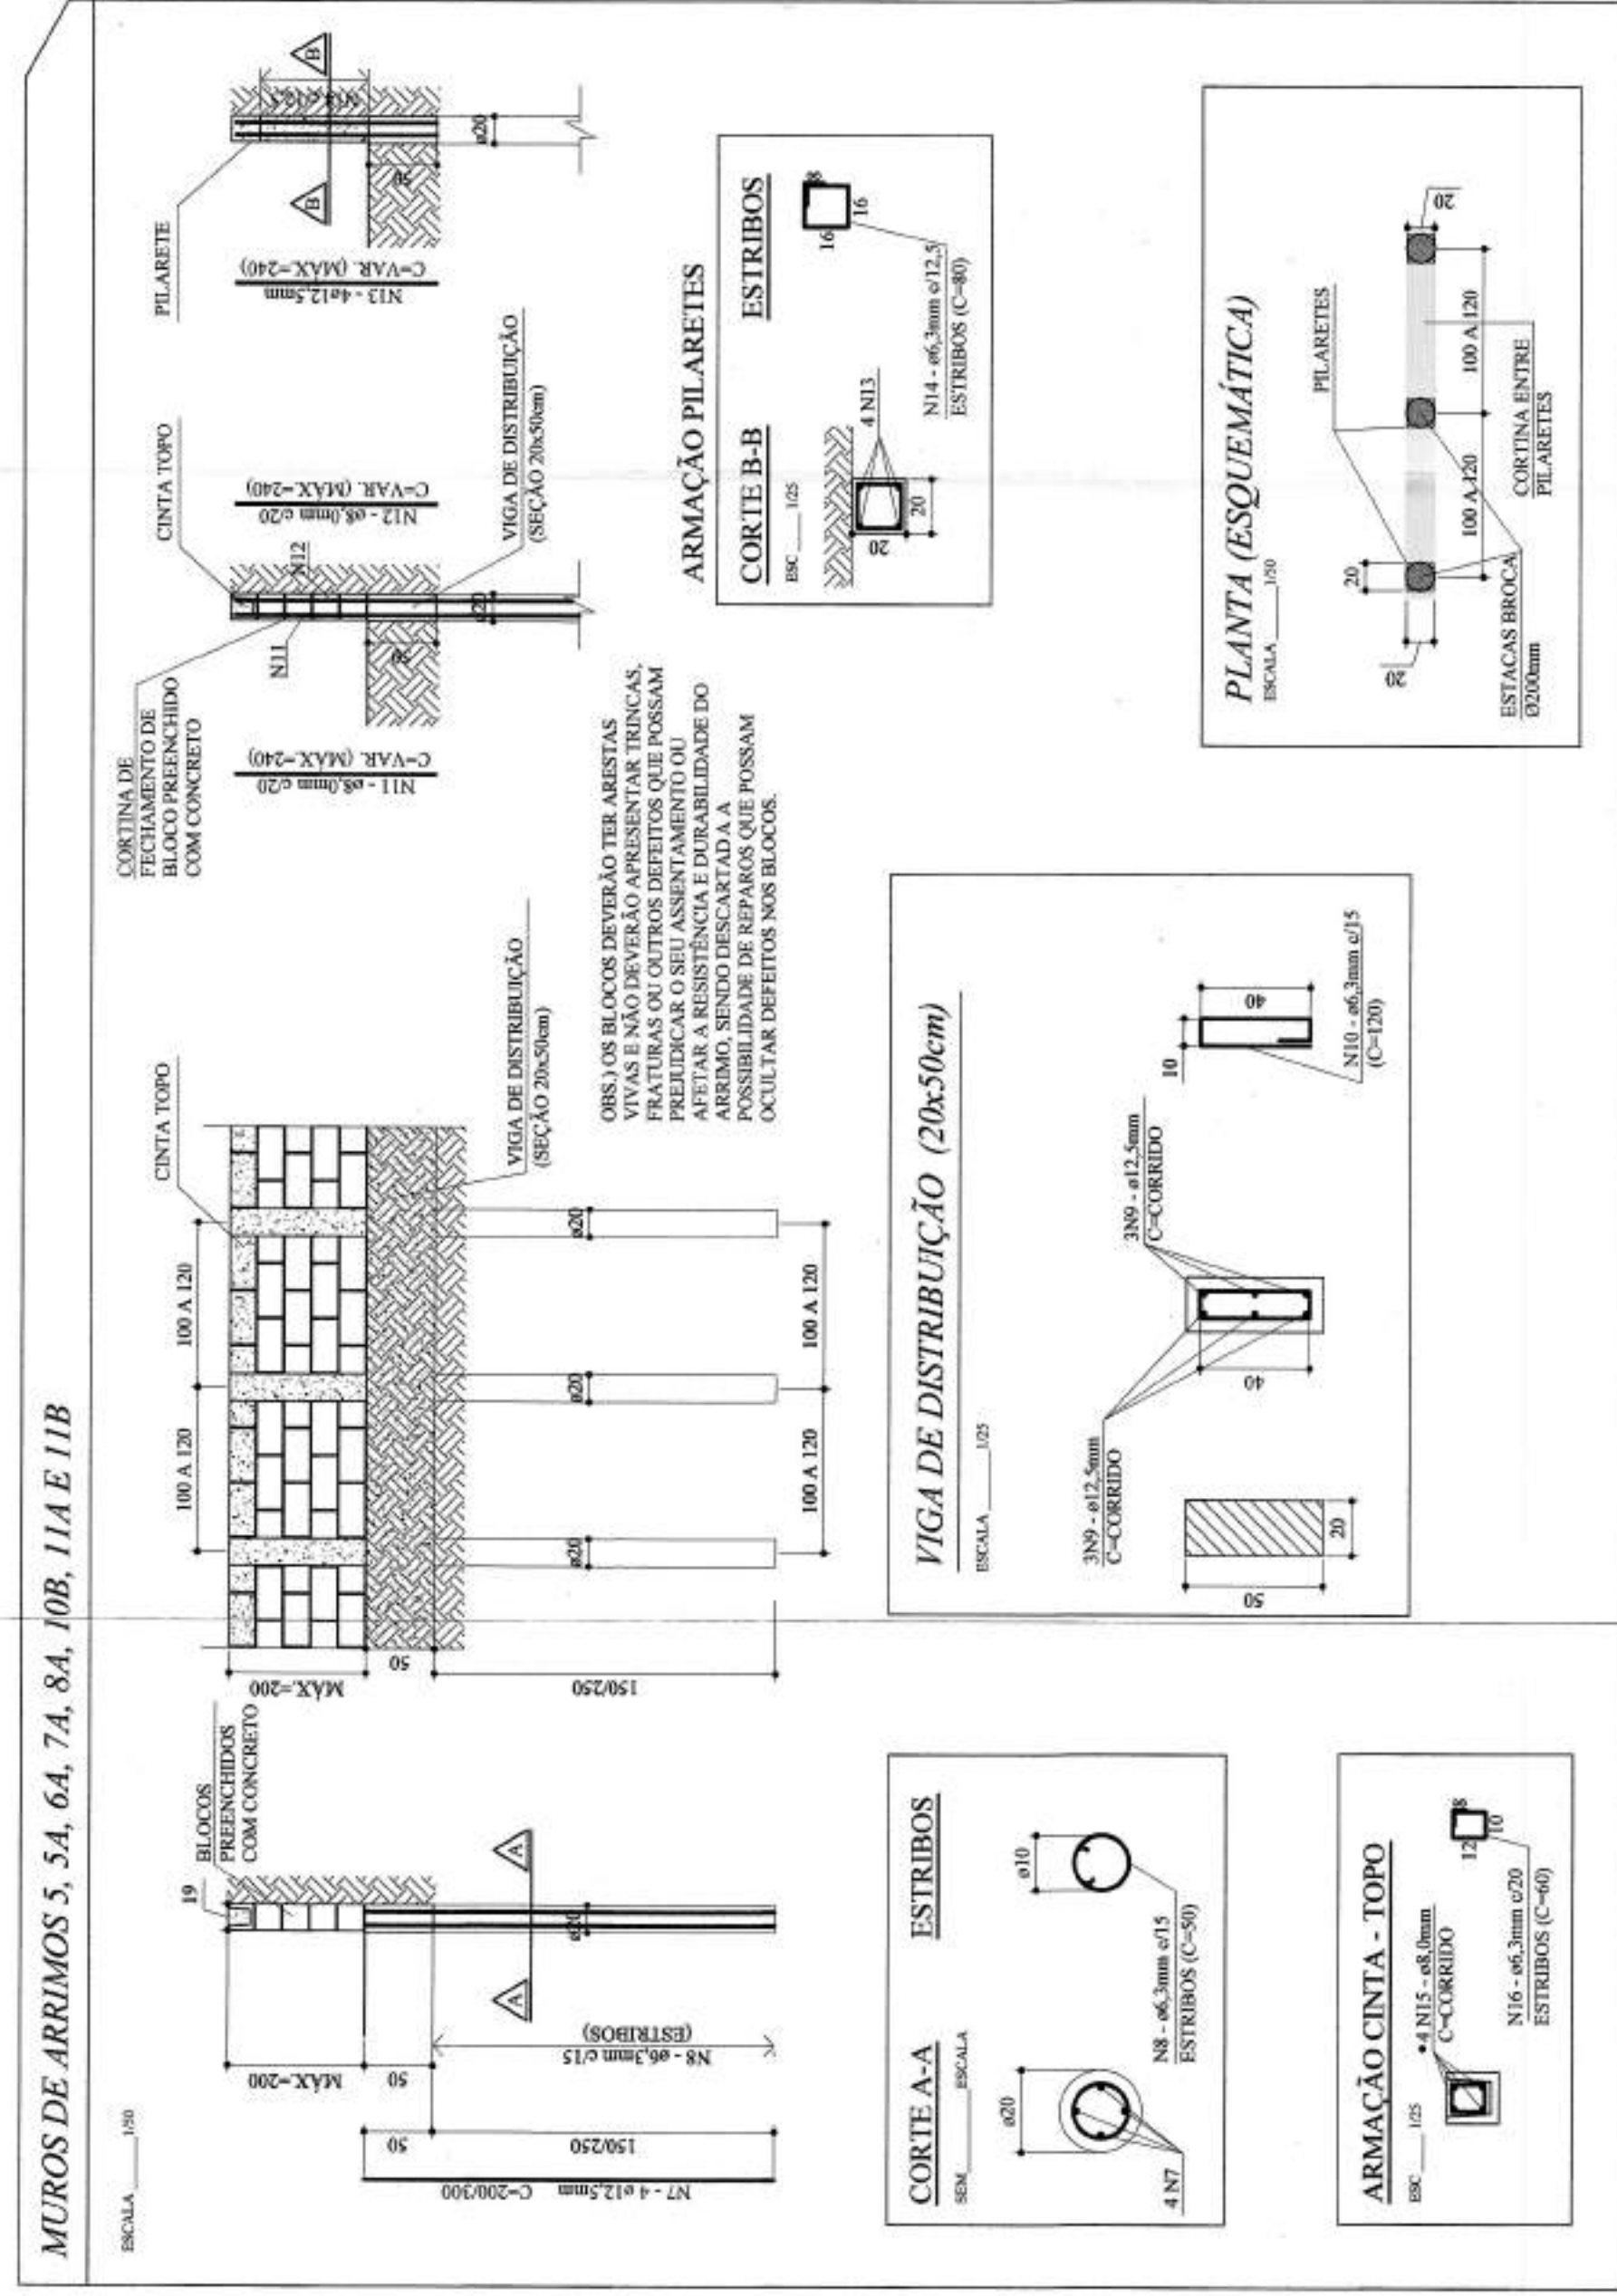 MUROS DE ARRIMOS 5, 5A, 6A, 7A, 8A, 10B, 11A E 11B
ESCALA 1/50
19
BLOCOS
PREENCHIDOS
COM CONCRETO
MÁX.=200
50
50
150/250
N7 - 4 ø12,5mm C=200/300
N8 - ø6,3mm c/15
(ESTRIBOS)
A
A
ø20
MÁX.=200
50
150/250
100 A 120
100 A 120
CINTA TOPO
VIGA DE DISTRIBUIÇÃO
(SEÇÃO 20x50cm)
ø20
ø20
ø20
100 A 120
100 A 120
CORTINA DE
FECHAMENTO DE
BLOCO PREENCHIDO
COM CONCRETO
N11 - ø8,0mm c/20
C=VAR. (MÁX.=240)
N11
N12
CINTA TOPO
N12 - ø8,0mm c/20
C=VAR. (MÁX.=240)
50
ø20
VIGA DE DISTRIBUIÇÃO
(SEÇÃO 20x50cm)
PILARETE
N13 - 4ø12,5mm
C=VAR. (MÁX.=240)
B
B
50
ø20
OBS.) OS BLOCOS DEVERÃO TER ARESTAS
VIVAS E NÃO DEVERÃO APRESENTAR TRINCAS,
FRATURAS OU OUTROS DEFEITOS QUE POSSAM
PREJUDICAR O SEU ASSENTAMENTO OU
AFETAR A RESISTÊNCIA E DURABILIDADE DO
ARRIMO, SENDO DESCARTADA A
POSSIBILIDADE DE REPAROS QUE POSSAM
OCULTAR DEFEITOS NOS BLOCOS.
ARMAÇÃO PILARETES
CORTE B-B
ESC 1/25
ESTRIBOS
4 N13
20
20
16
16
8
N14 - ø6,3mm c/12,5
ESTRIBOS (C=80)
CORTE A-A
SEM ESCALA
ESTRIBOS
ø20
ø10
4 N7
N8 - ø6,3mm c/15
ESTRIBOS (C=50)
VIGA DE DISTRIBUIÇÃO (20x50cm)
ESCALA 1/25
3N9 - ø12,5mm
C=CORRIDO
3N9 - ø12,5mm
C=CORRIDO
50
20
40
10
40
N10 - ø6,3mm c/15
(C=120)
PLANTA (ESQUEMÁTICA)
ESCALA 1/50
PILARETES
20
20
20
100 A 120
100 A 120
ESTACAS BROCA
Ø200mm
CORTINA ENTRE
PILARETES
ARMAÇÃO CINTA - TOPO
ESC 1/25
4 N15 - ø8,0mm
C=CORRIDO
12
10
8
N16 - ø6,3mm c/20
ESTRIBOS (C=60)